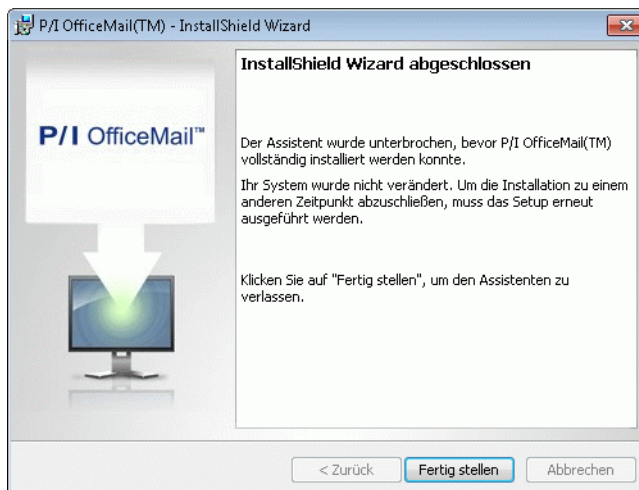 P/I OfficeMail(TM) - InstallShield Wizard
InstallShield Wizard abgeschlossen
P/I OfficeMail™
Der Assistent wurde unterbrochen, bevor P/I OfficeMail(TM)
vollständig installiert werden konnte.
Ihr System wurde nicht verändert. Um die Installation zu einem
anderen Zeitpunkt abzuschließen, muss das Setup erneut
ausgeführt werden.
Klicken Sie auf "Fertig stellen", um den Assistenten zu
verlassen.
< Zurück
Fertig stellen
Abbrechen